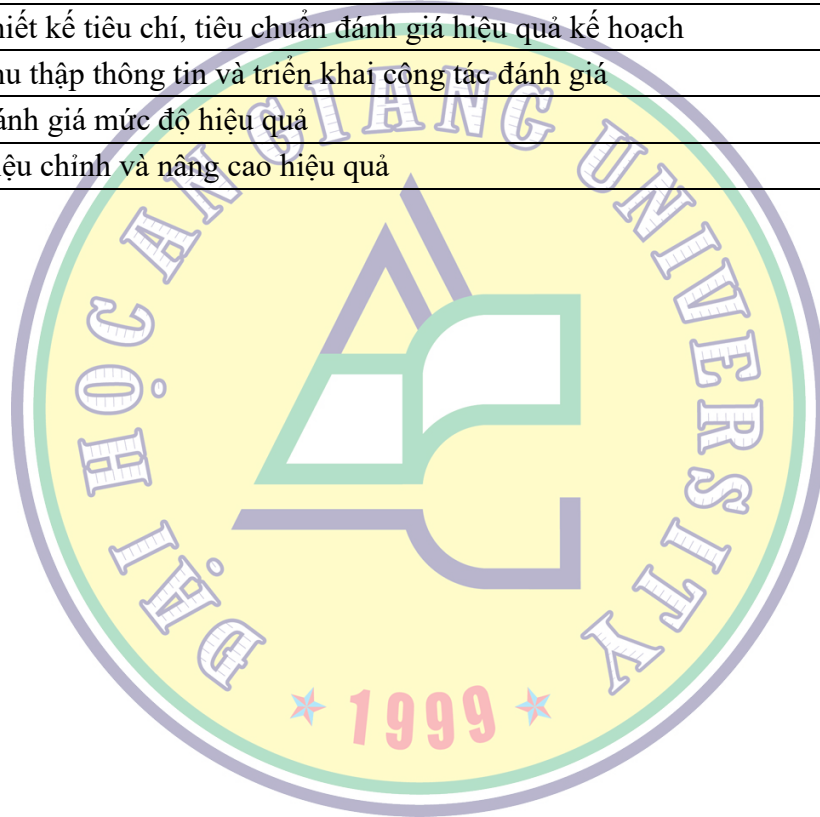 hiết kế tiêu chí, tiêu chuẩn đánh giá hiệu quả kế hoạch
hu thập thông tin và triển khai công tác đánh giá
ánh giá mức độ hiệu quả
iệu chỉnh và nâng cao hiệu quả
ĐẠI HỌC AN GIANG UNIVERSITY
1999